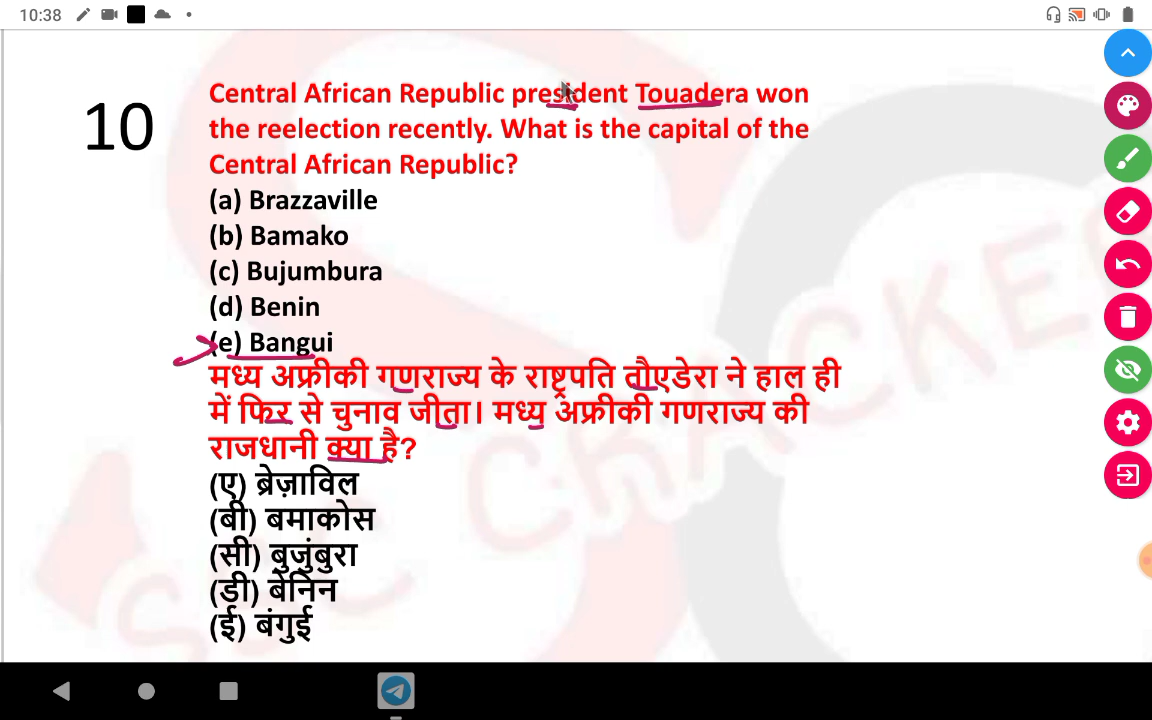 10:38
10
Central African Republic president Touadera won
the reelection recently. What is the capital of the
Central African Republic?
(a) Brazzaville
(b) Bamako
(c) Bujumbura
(d) Benin
(e) Bangui
मध्य अफ्रीकी गणराज्य के राष्ट्रपति तौएडेरा ने हाल ही
में फिर से चुनाव जीता। मध्य अफ्रीकी गणराज्य की
राजधानी क्या है?
(ए) ब्रेज़ाविल
(बी) बमाकोस
(सी) बुजुंबुरा
(डी) बेनिन
(ई) बंगुई